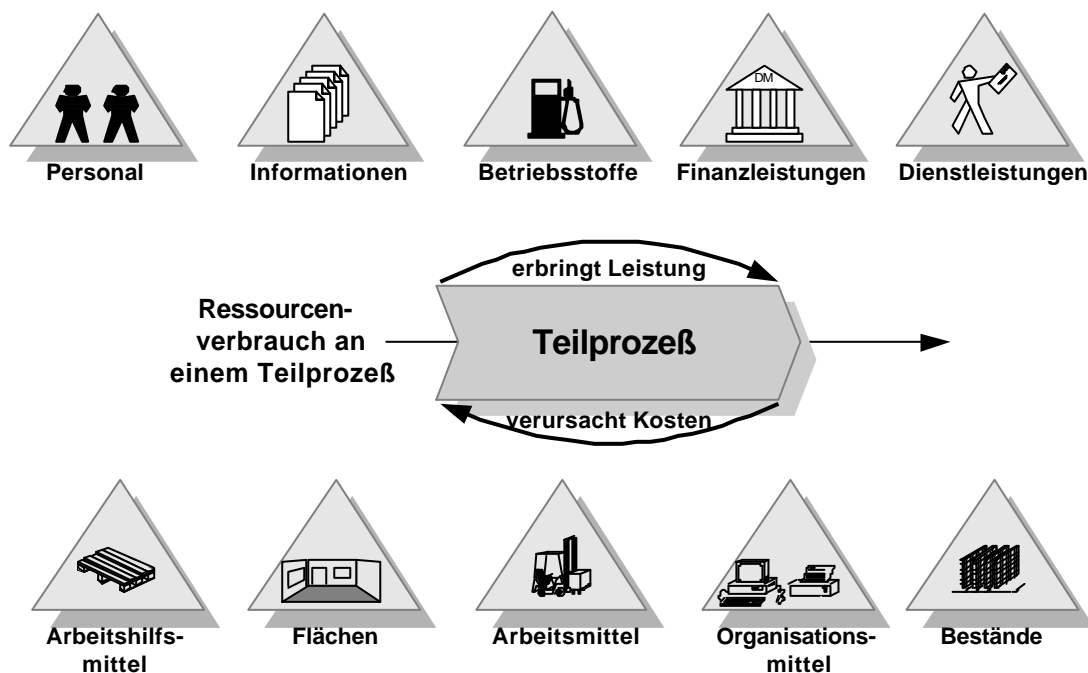 DM
Personal
Informationen
Betriebsstoffe
Finanzleistungen
Dienstleistungen
erbringt Leistung
Ressourcen-
verbrauch an
einem Teilprozeß
Teilprozeß
verursacht Kosten
Arbeitshilfs-
mittel
Flächen
Arbeitsmittel
Organisations-
mittel
Bestände